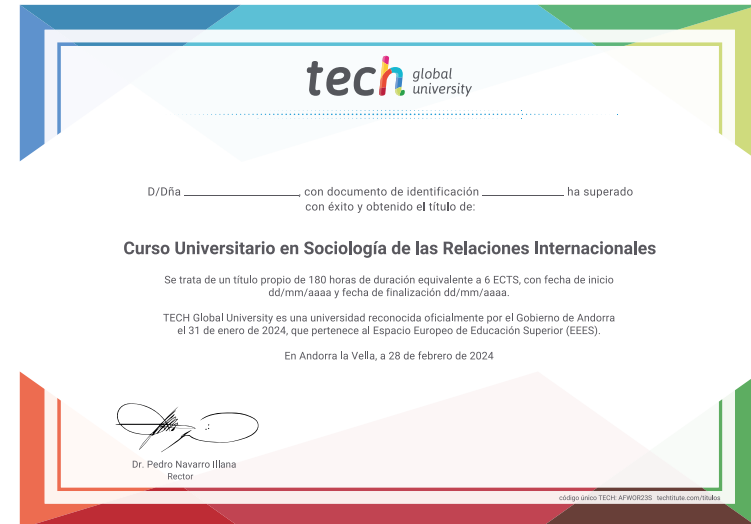 tech global university
D/Dña ____________________, con documento de identificación ______________ ha superado
con éxito y obtenido el título de:
Curso Universitario en Sociología de las Relaciones Internacionales
Se trata de un título propio de 180 horas de duración equivalente a 6 ECTS, con fecha de inicio
dd/mm/aaaa y fecha de finalización dd/mm/aaaa.
TECH Global University es una universidad reconocida oficialmente por el Gobierno de Andorra
el 31 de enero de 2024, que pertenece al Espacio Europeo de Educación Superior (EEES).
En Andorra la Vella, a 28 de febrero de 2024
Dr. Pedro Navarro Illana
Rector
código único TECH: AFWOR23S techtitute.com/titulos